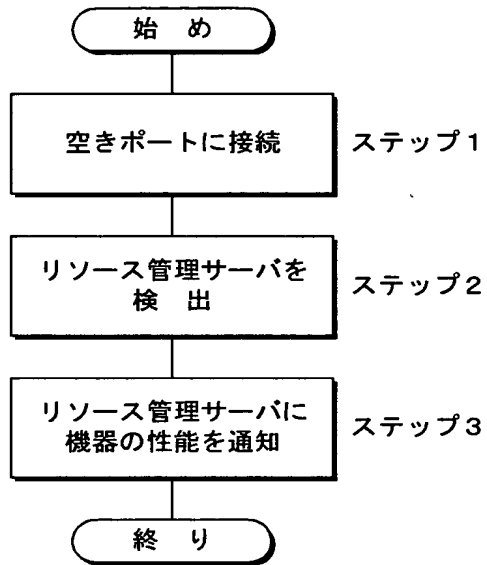 始　め
空きポートに接続
ステップ１
リソース管理サーバを
検　出
ステップ２
リソース管理サーバに
機器の性能を通知
ステップ３
終　り